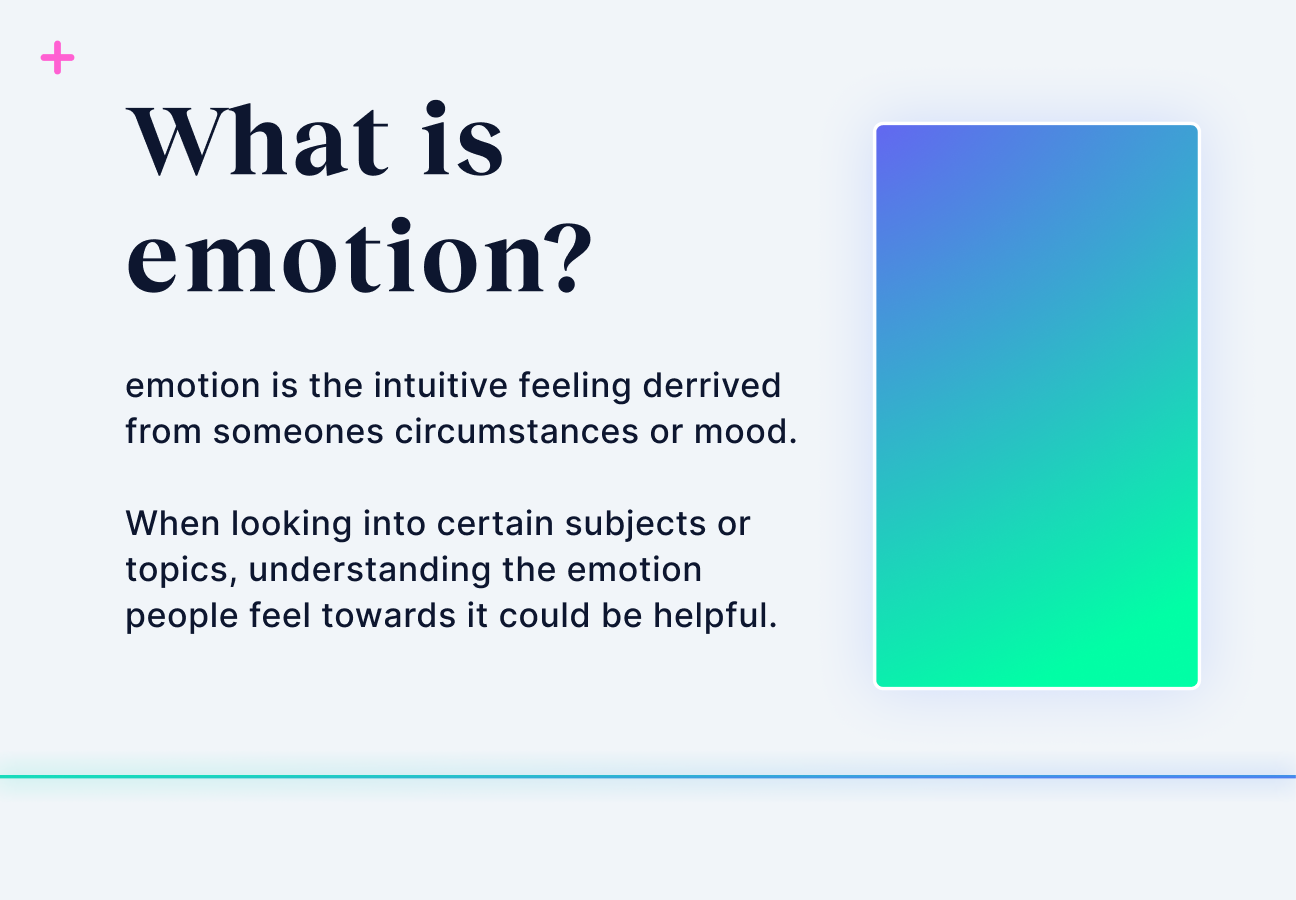 What is
emotion?
emotion is the intuitive feeling derrived
from someones circumstances or mood.
When looking into certain subjects or
topics, understanding the emotion
people feel towards it could be helpful.